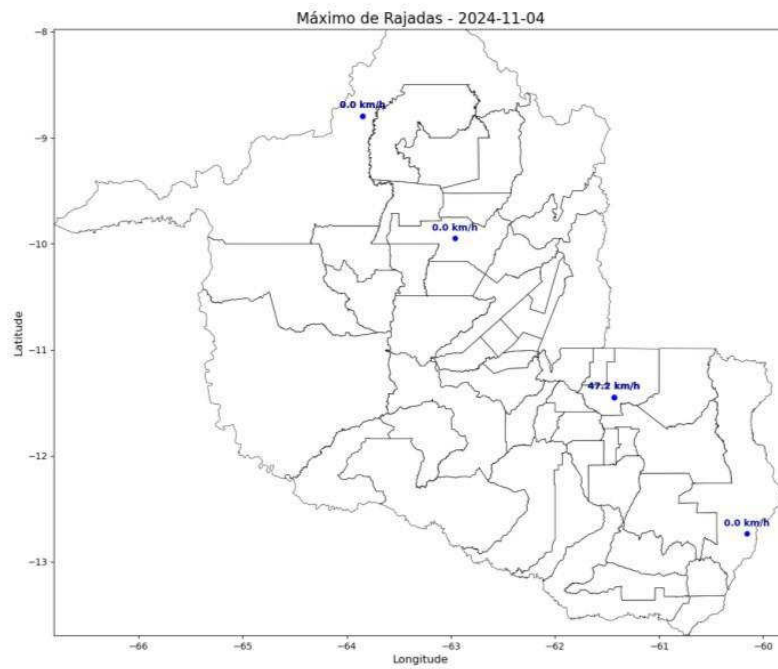 Máximo de Rajadas - 2024-11-04
−8
0.0 km/h
−9
0.0 km/h
−10
Latitude
−11
47.2 km/h
−12
0.0 km/h
−13
−66 −65 −64 −63 −62 −61 −60
Longitude